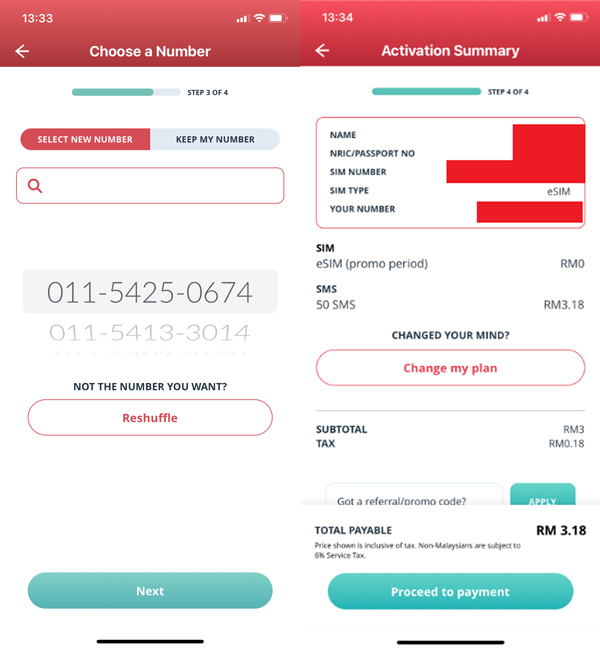 13:33
Choose a Number
STEP 3 OF 4
SELECT NEW NUMBER
KEEP MY NUMBER
011-5425-0674
011-5413-3014
NOT THE NUMBER YOU WANT?
Reshuffle
Next
13:34
Activation Summary
STEP 4 OF 4
NAME
NRIC/PASSPORT NO
SIM NUMBER
SIM TYPE eSIM
YOUR NUMBER
SIM
eSIM (promo period) RM0
SMS
50 SMS RM3.18
CHANGED YOUR MIND?
Change my plan
SUBTOTAL RM3
TAX RM0.18
Got a referral/promo code? APPLY
TOTAL PAYABLE RM 3.18
Price shown is inclusive of tax. Non-Malaysians are subject to
6% Service Tax.
Proceed to payment